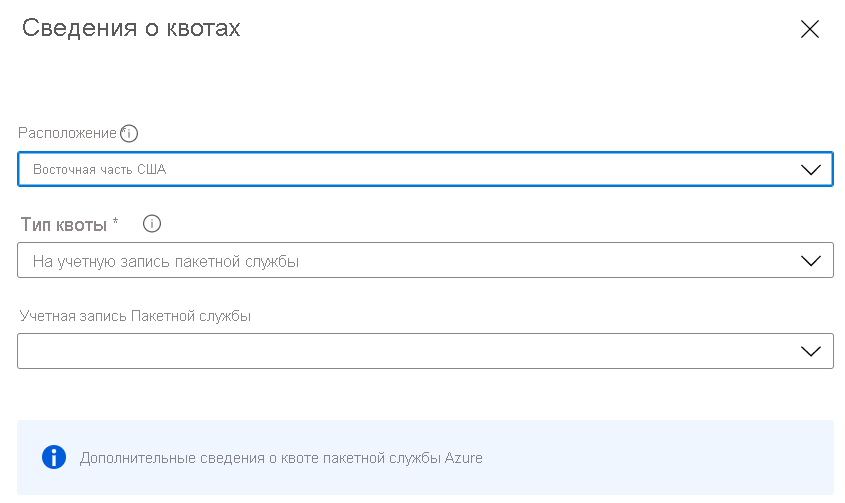 Сведения о квотах
Расположение *
Восточная часть США
Тип квоты *
На учетную запись пакетной службы
Учетная запись Пакетной службы
Дополнительные сведения о квоте пакетной службы Azure